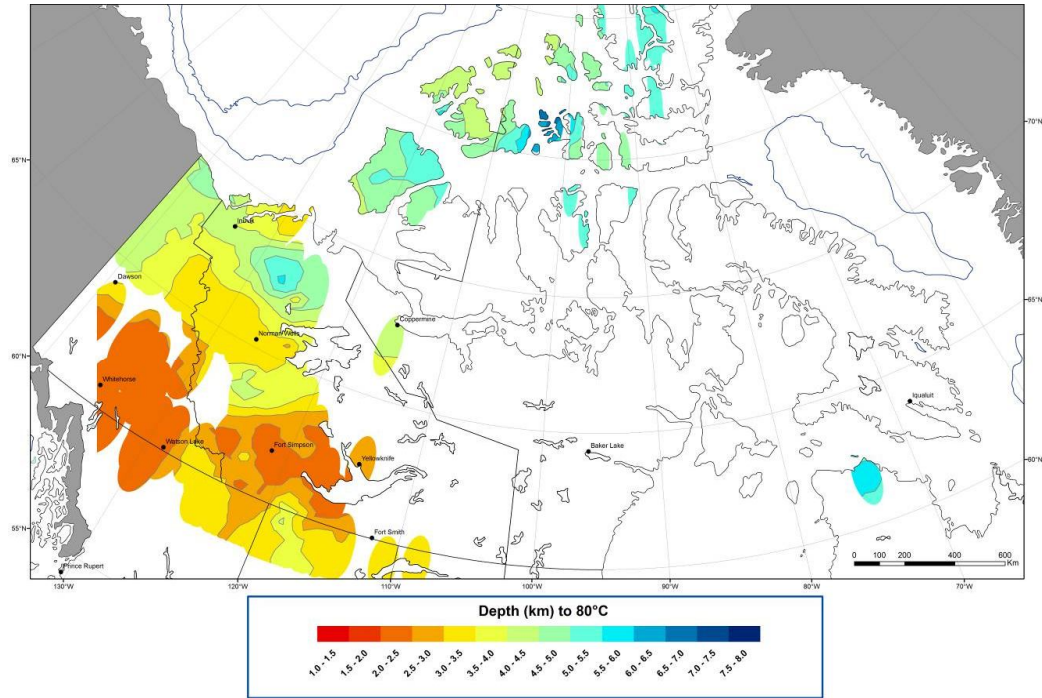 70°N
65°N
Inuvik
Dawson
65°N
Coppermine
Norman Wells
60°N
Whitehorse
Iqualuit
60°N
Watson Lake
Fort Simpson
Baker Lake
Yellowknife
55°N
Fort Smith
0 100 200 400 600
Km
Prince Rupert
130°W 120°W 110°W 100°W 90°W 80°W 70°W
Depth (km) to 80°C
1.0 - 1.5
1.5 - 2.0
2.0 - 2.5
2.5 - 3.0
3.0 - 3.5
3.5 - 4.0
4.0 - 4.5
4.5 - 5.0
5.0 - 5.5
5.5 - 6.0
6.0 - 6.5
6.5 - 7.0
7.0 - 7.5
7.5 - 8.0